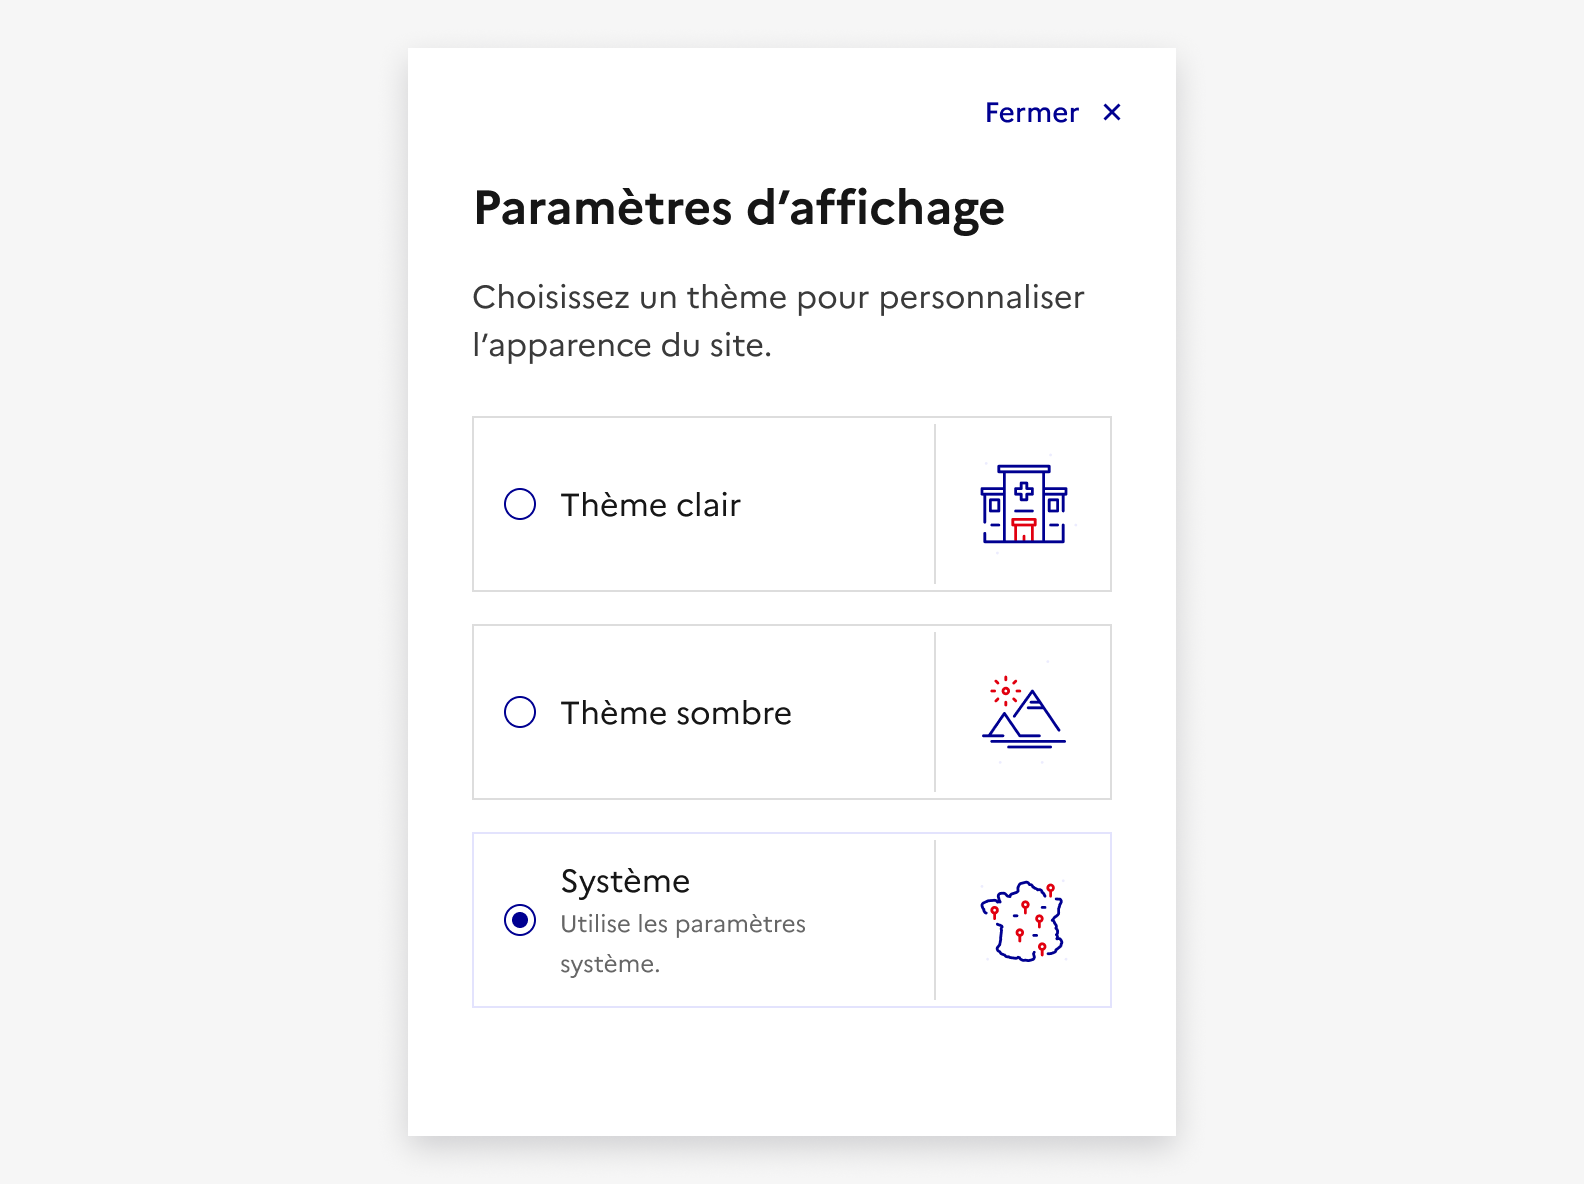 Fermer
Paramètres d’affichage
Choisissez un thème pour personnaliser
l’apparence du site.
Thème clair
Thème sombre
Système
Utilise les paramètres
système.